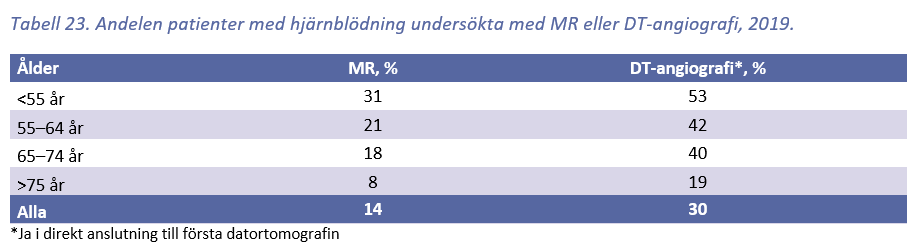 Tabell 23. Andelen patienter med hjärnblödning undersökta med MR eller DT-angiografi, 2019.
Ålder MR, % DT-angiografi*, %
<55 år 31 53
55–64 år 21 42
65–74 år 18 40
>75 år 8 19
Alla 14 30
*Ja i direkt anslutning till första datortomografin